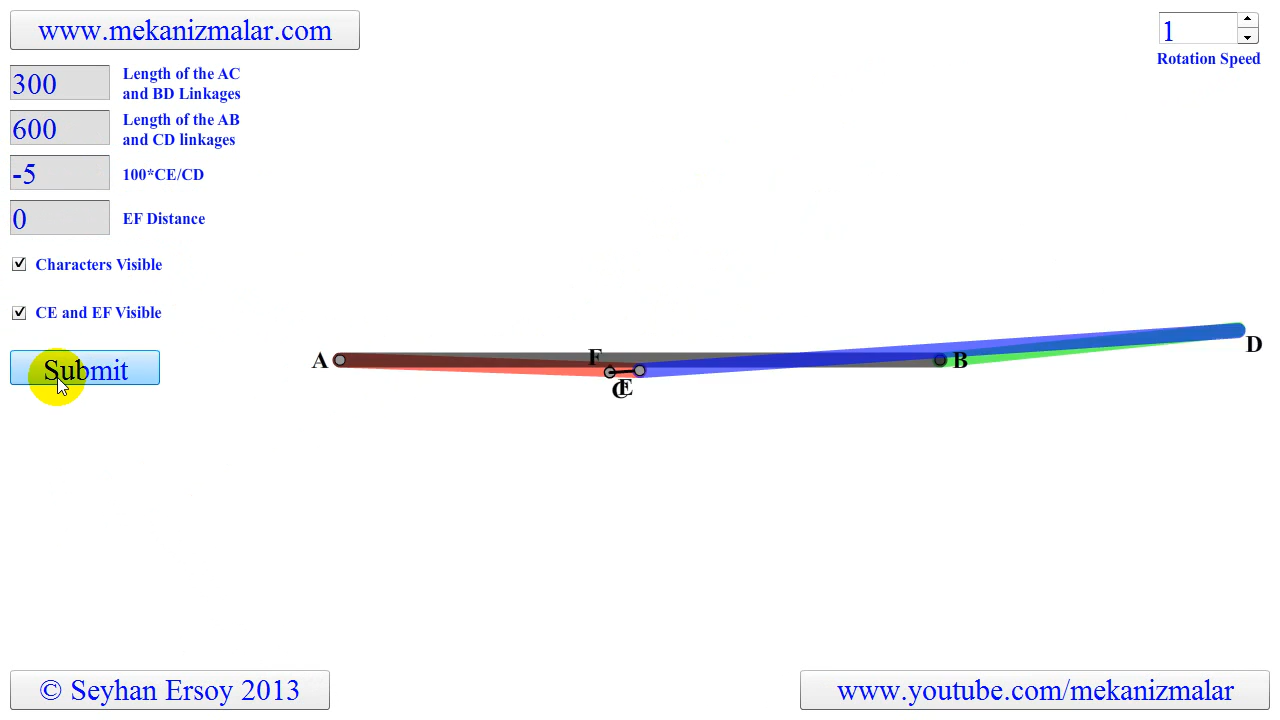 www.mekanizmalar.com
1
Rotation Speed
300
Length of the AC
and BD Linkages
600
Length of the AB
and CD linkages
-5
100*CE/CD
0
EF Distance
Characters Visible
CE and EF Visible
Submit
A
F
C
E
B
D
© Seyhan Ersoy 2013
www.youtube.com/mekanizmalar